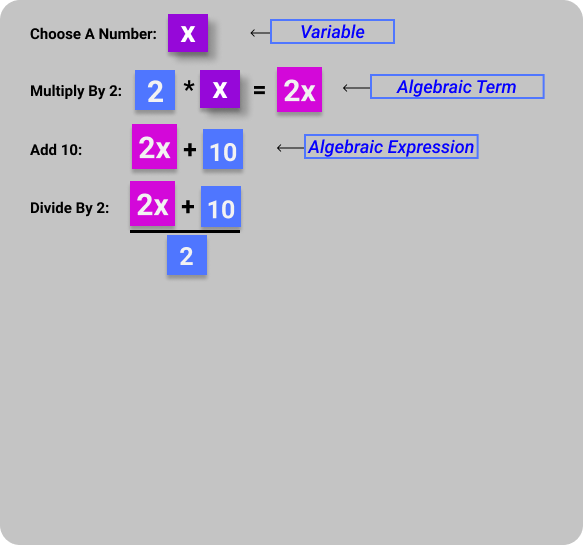 Choose A Number: x Variable
Multiply By 2: 2 * x = 2x Algebraic Term
Add 10: 2x + 10 Algebraic Expression
Divide By 2: 2x + 10
2